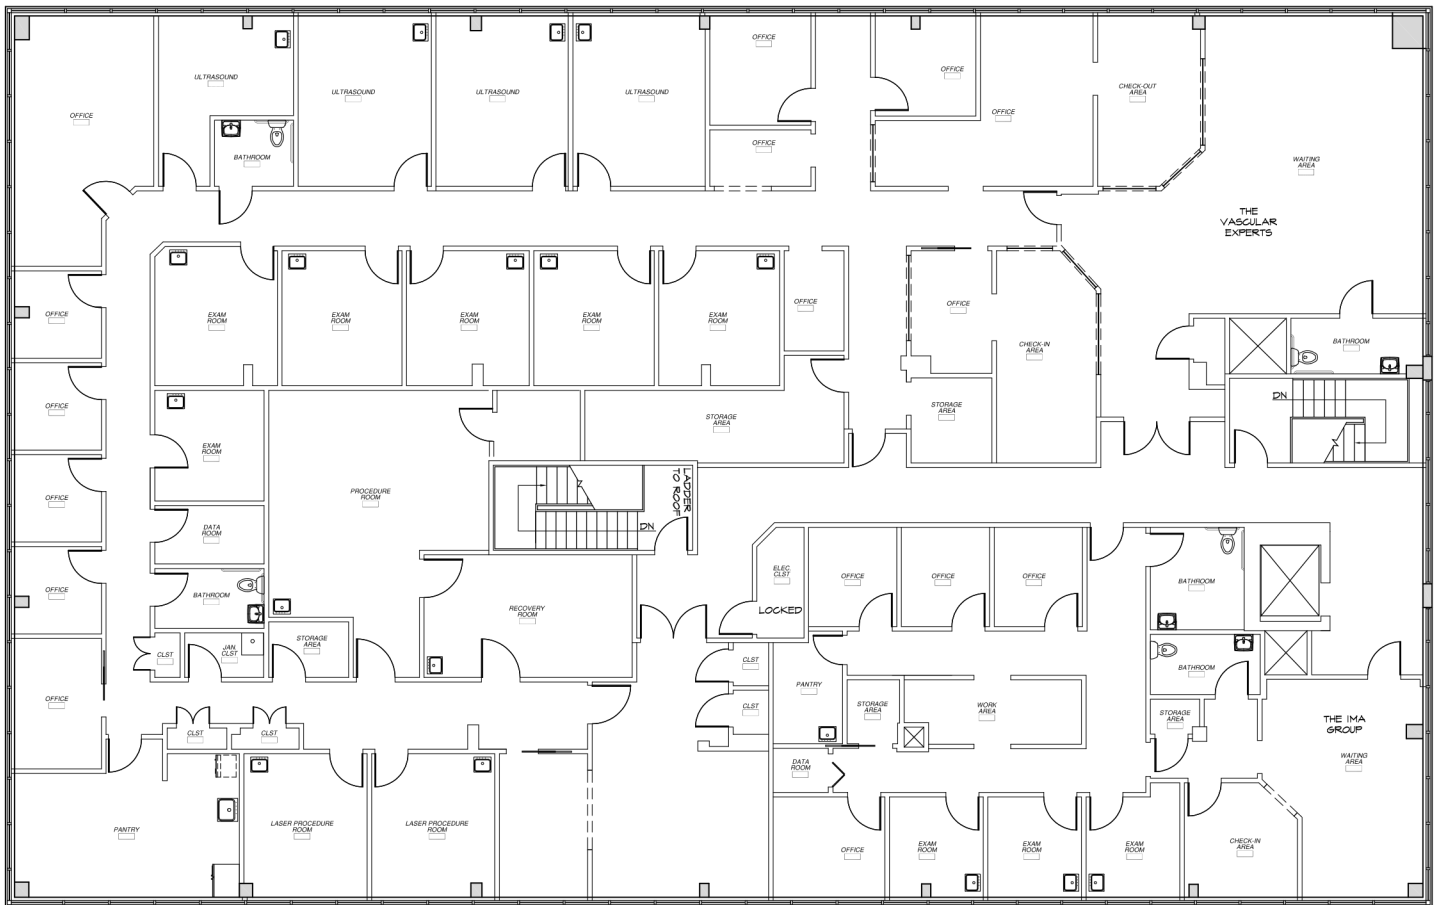 OFFICE
OFFICE
ULTRASOUND
ULTRASOUND
ULTRASOUND
ULTRASOUND
OFFICE
CHECK-OUT
AREA
OFFICE
OFFICE
BATHROOM
WAITING
AREA
THE
VASCULAR
EXPERTS
OFFICE
EXAM
ROOM
EXAM
ROOM
EXAM
ROOM
EXAM
ROOM
EXAM
ROOM
OFFICE
OFFICE
CHECK-IN
AREA
BATHROOM
OFFICE
STORAGE
AREA
STORAGE
AREA
DN
EXAM
ROOM
PROCEDURE
ROOM
LADDER
TO ROOF
OFFICE
DATA
ROOM
DN
OFFICE
BATHROOM
RECOVERY
ROOM
ELEC.
CLST
LOCKED
OFFICE
OFFICE
OFFICE
BATHROOM
CLST
JAN.
CLST
STORAGE
AREA
CLST
BATHROOM
OFFICE
PANTRY
CLST
STORAGE
AREA
WORK
AREA
STORAGE
AREA
THE IMA
GROUP
CLST
CLST
DATA
ROOM
WAITING
AREA
PANTRY
LASER PROCEDURE
ROOM
LASER PROCEDURE
ROOM
OFFICE
EXAM
ROOM
EXAM
ROOM
EXAM
ROOM
CHECK-IN
AREA